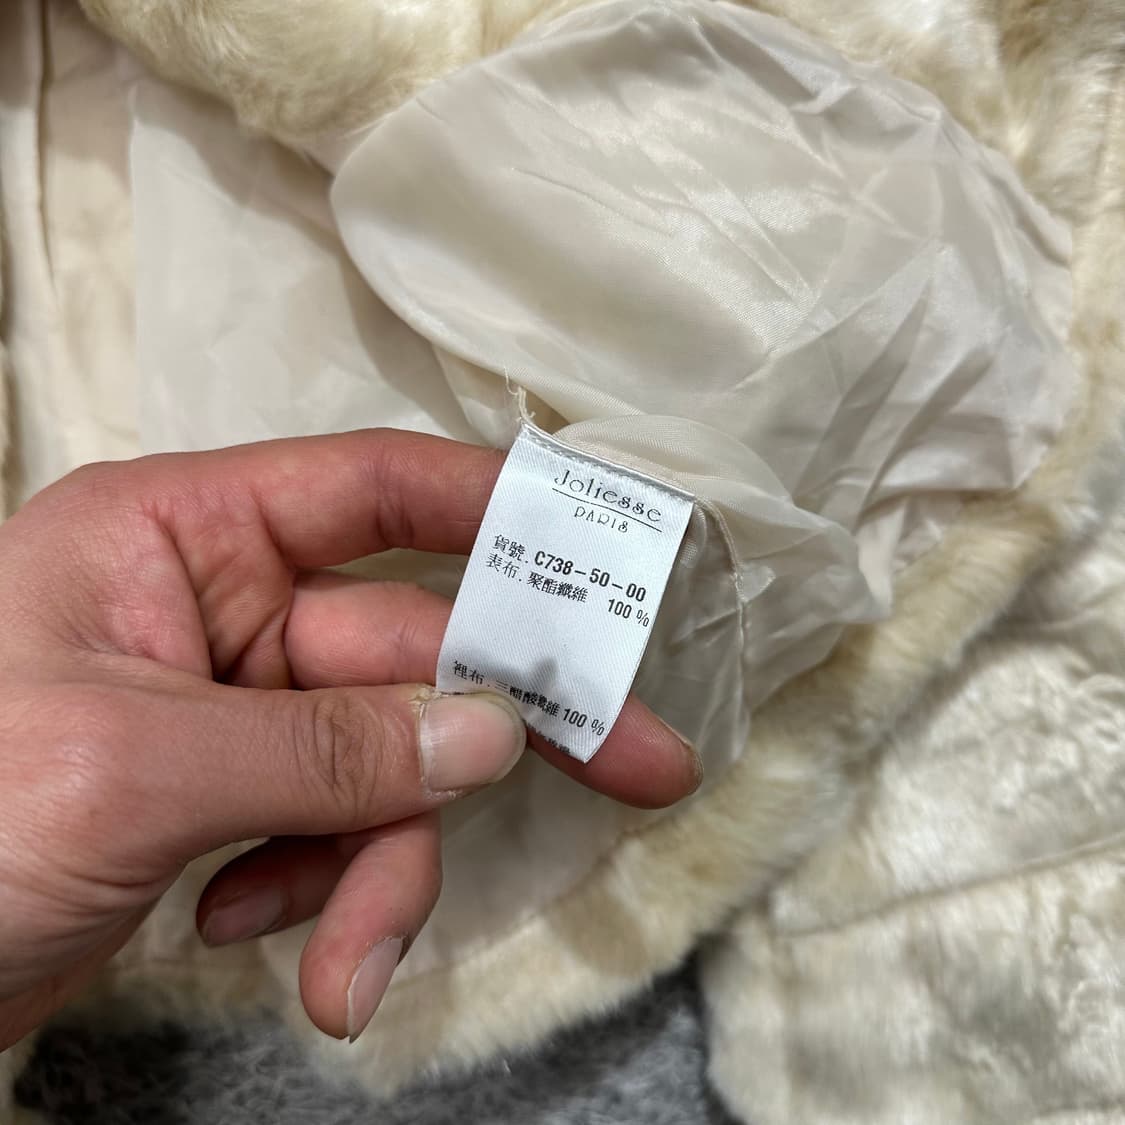 Joliesse
PARIS
貨號. C738-50-00
表布. 聚酯纖維 100 %
裡布. 三醋酸纖維 100 %